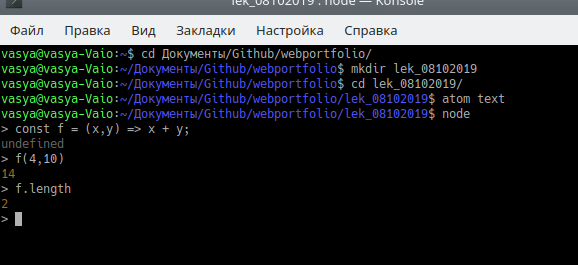 lek_08102019 : node — Konsole
Файл Правка Вид Закладки Настройка Справка
vasya@vasya-Vaio:~$ cd Документы/Github/webportfolio/
vasya@vasya-Vaio:~/Документы/Github/webportfolio$ mkdir lek_08102019
vasya@vasya-Vaio:~/Документы/Github/webportfolio$ cd lek_08102019/
vasya@vasya-Vaio:~/Документы/Github/webportfolio/lek_08102019$ atom text
vasya@vasya-Vaio:~/Документы/Github/webportfolio/lek_08102019$ node
> const f = (x,y) => x + y;
undefined
> f(4,10)
14
> f.length
2
>